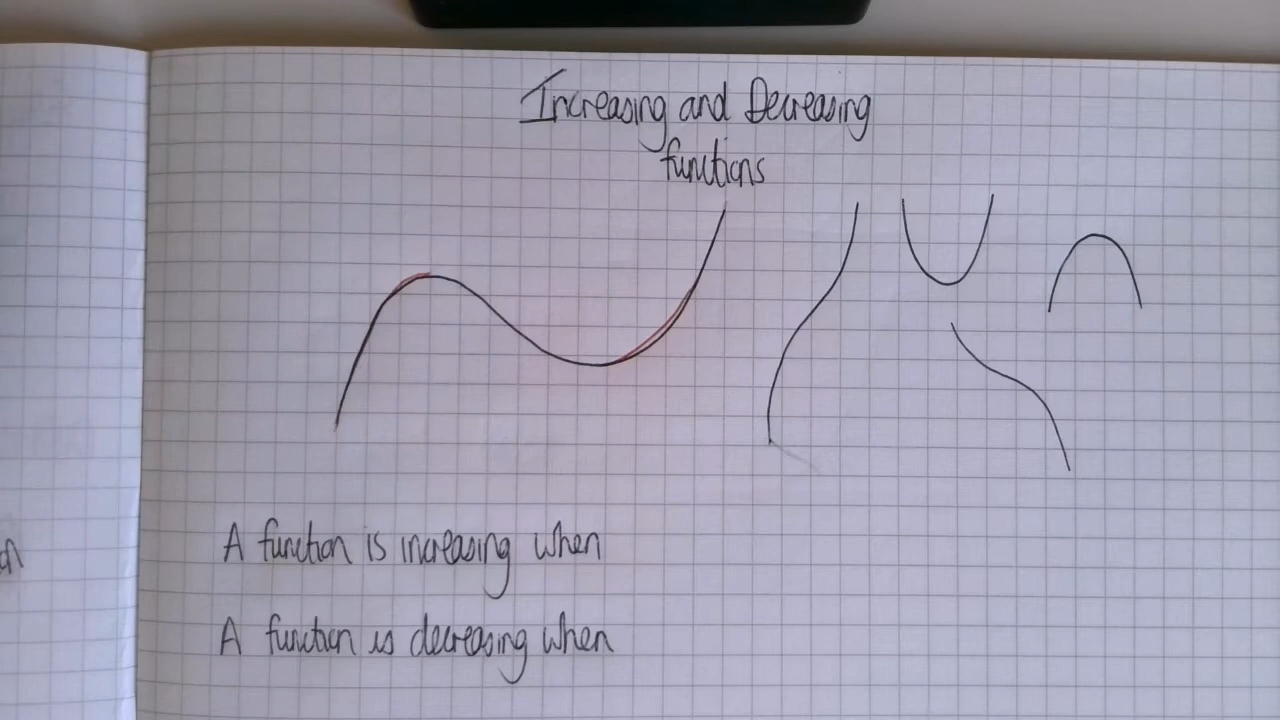 Increasing and Decreasing
functions
A function is increasing when
A function is decreasing when